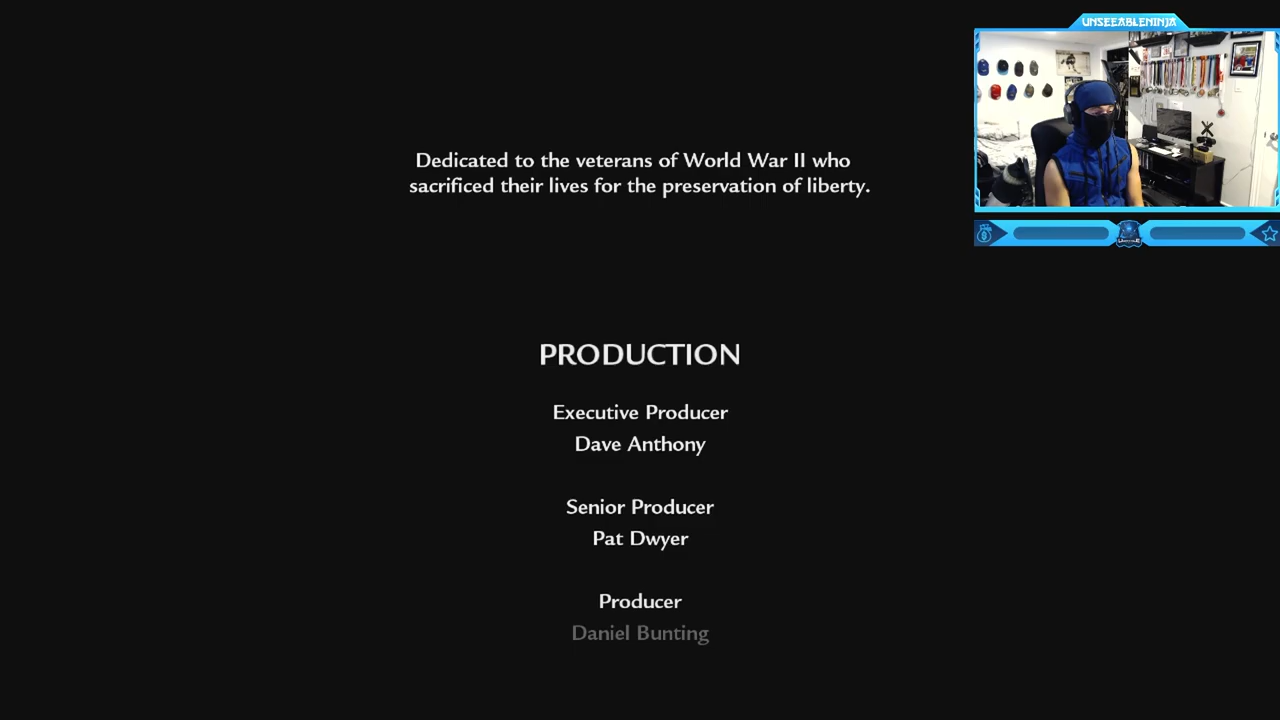 UNSEEABLENINJA
Dedicated to the veterans of World War II who
sacrificed their lives for the preservation of liberty.
PRODUCTION
Executive Producer
Dave Anthony
Senior Producer
Pat Dwyer
Producer
Daniel Bunting